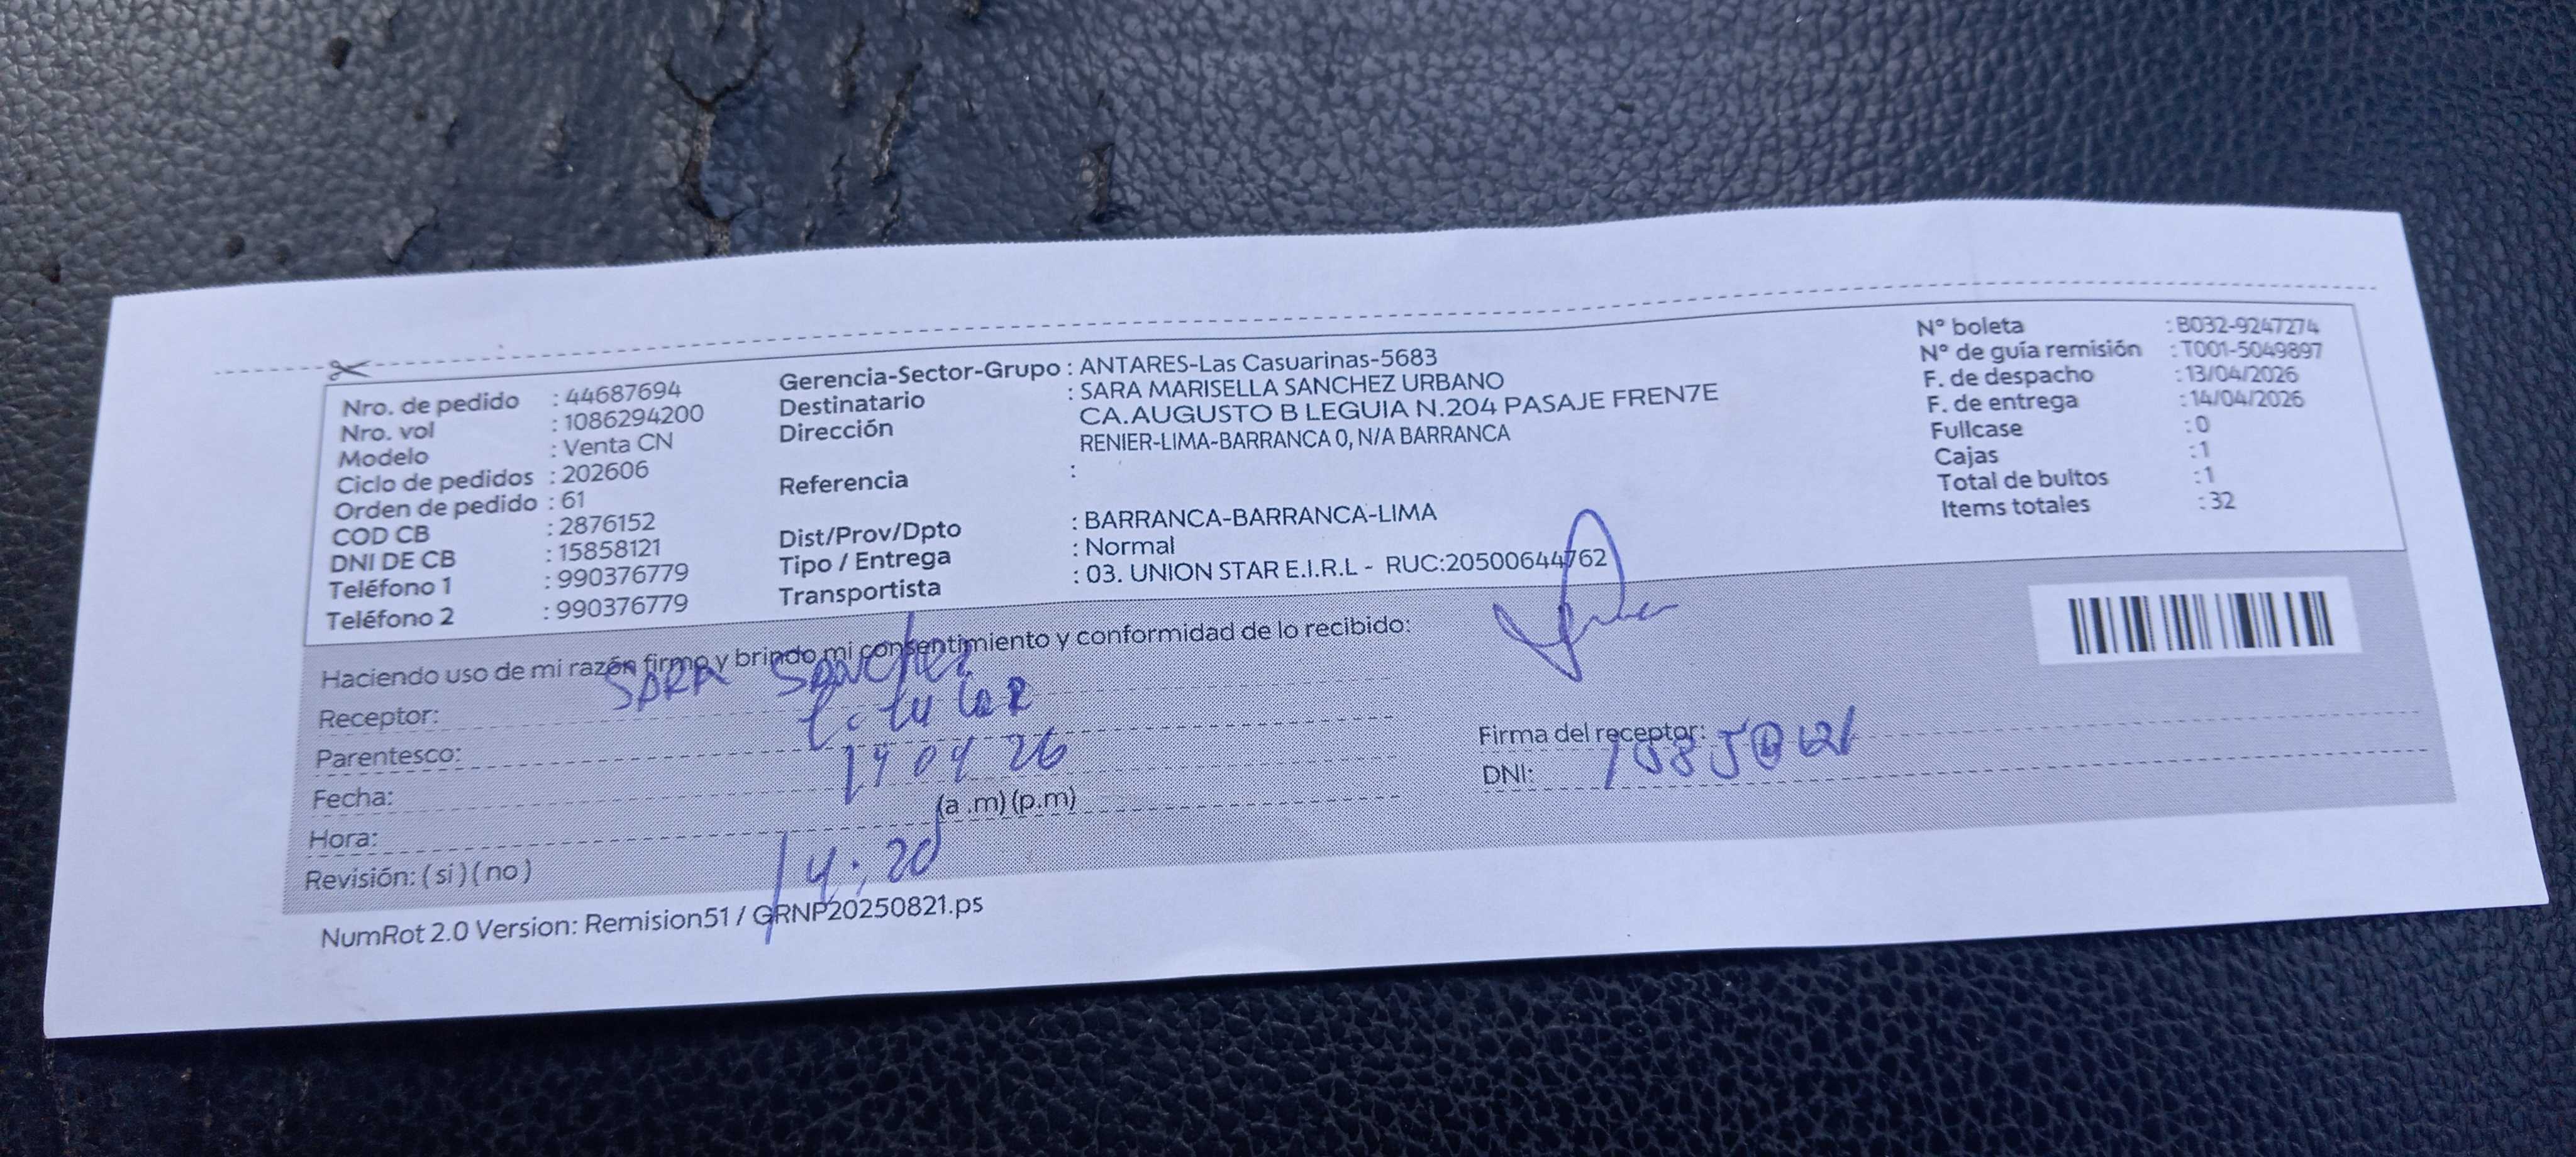 Nro. de pedido : 44687694
Nro. vol : 1086294200
Modelo : Venta CN
Ciclo de pedidos : 202606
Orden de pedido : 61
COD CB : 2876152
DNI DE CB : 15858121
Teléfono 1 : 990376779
Teléfono 2 : 990376779
Gerencia-Sector-Grupo : ANTARES-Las Casuarinas-5683
Destinatario : SARA MARISELLA SANCHEZ URBANO
Dirección CA.AUGUSTO B LEGUIA N.204 PASAJE FREN7E
RENIER-LIMA-BARRANCA 0, N/A BARRANCA
Referencia :
Dist/Prov/Dpto : BARRANCA-BARRANCA-LIMA
Tipo / Entrega : Normal
Transportista : 03. UNION STAR E.I.R.L - RUC:20500644762
N° boleta : B032-9247274
N° de guía remisión : T001-5049897
F. de despacho : 13/04/2026
F. de entrega : 14/04/2026
Fullcase : 0
Cajas : 1
Total de bultos : 1
Items totales : 32
Haciendo uso de mi razón firmo y brindo mi consentimiento y conformidad de lo recibido:
Receptor: SARA Sanchez
Parentesco: titular
Fecha: 14 04 26
Hora: 14:20 (a .m) (p.m)
Revisión: ( si ) ( no )
Firma del receptor:
DNI:
NumRot 2.0 Version: Remision51 / GRNP20250821.ps